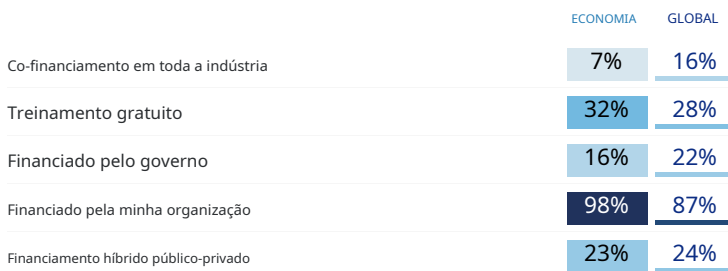 ECONOMIA GLOBAL
Co-financiamento em toda a indústria 7% 16%
Treinamento gratuito 32% 28%
Financiado pelo governo 16% 22%
Financiado pela minha organização 98% 87%
Financiamento híbrido público-privado 23% 24%